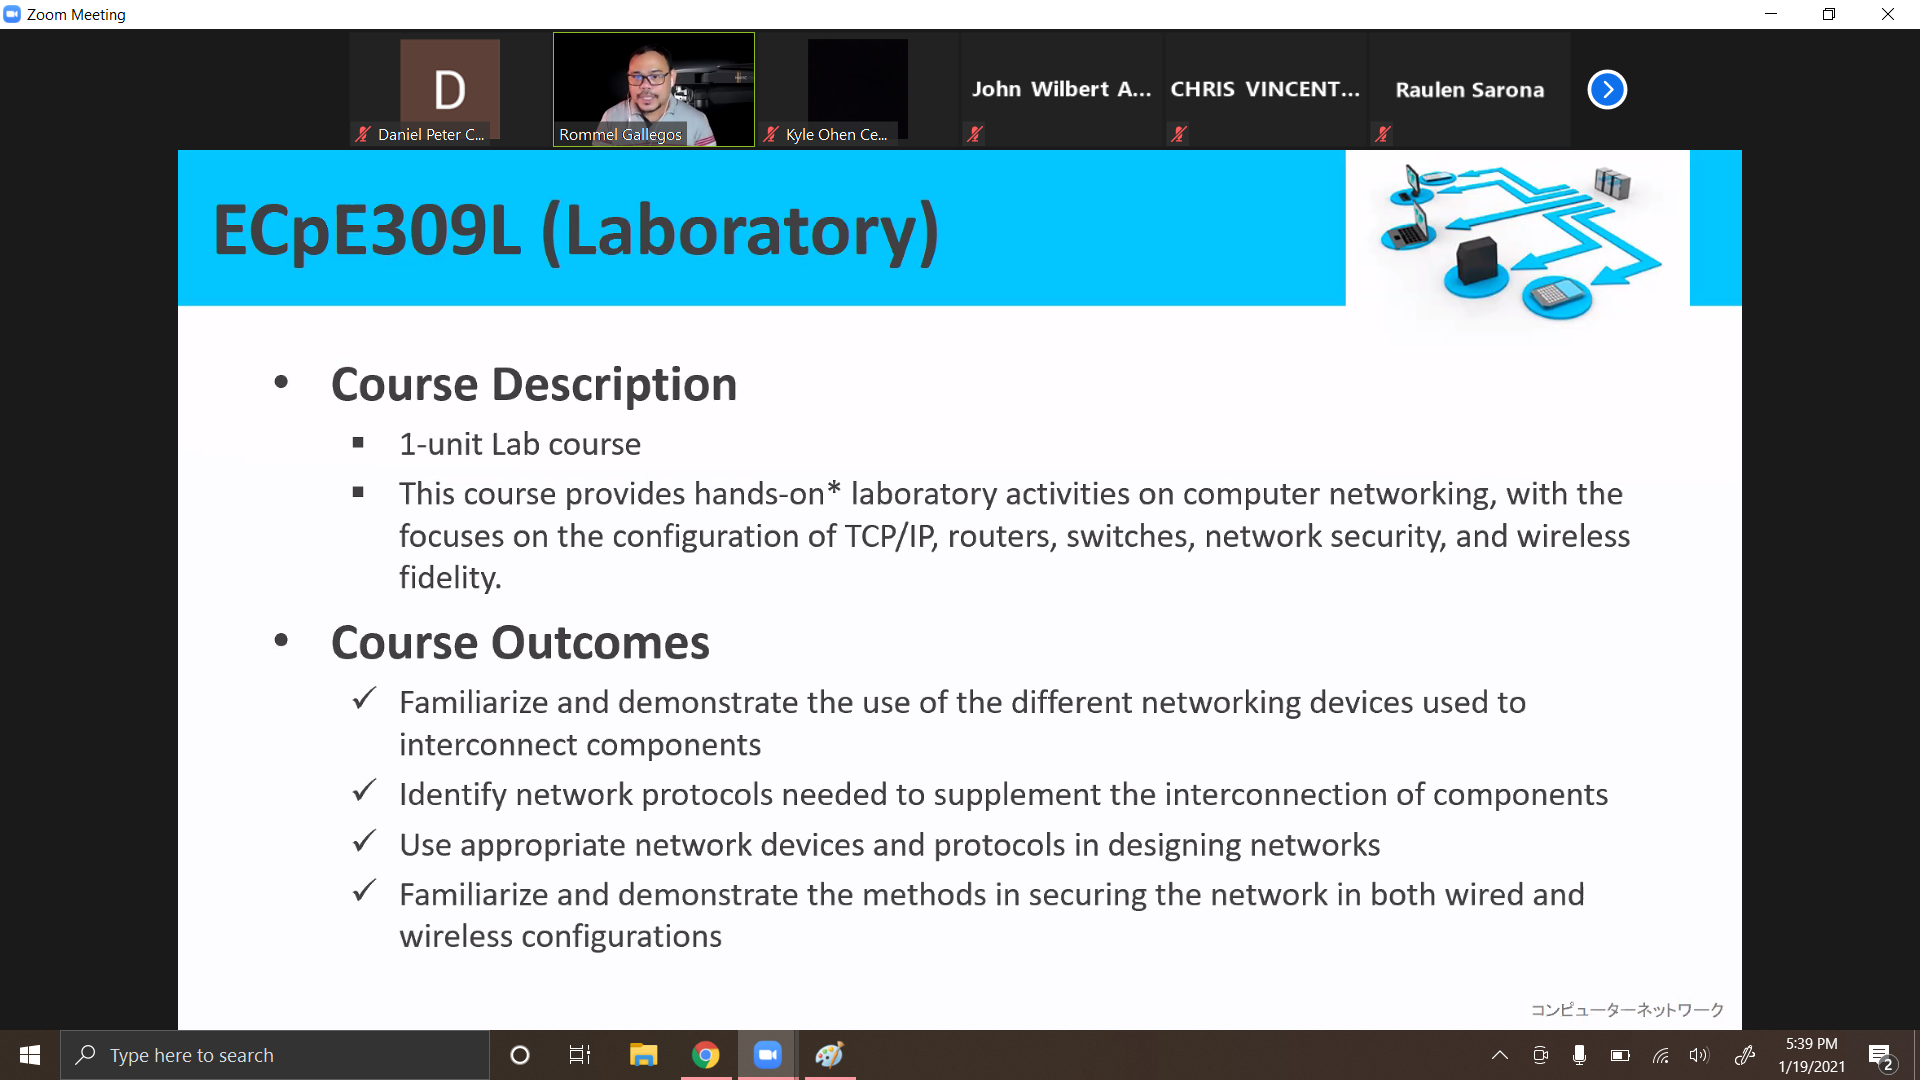 Zoom Meeting
D
Daniel Peter C...
Rommel Gallegos
Kyle Ohen Ce...
John Wilbert A...
CHRIS VINCENT...
Raulen Sarona
ECpE309L (Laboratory)
• Course Description
▪ 1-unit Lab course
▪ This course provides hands-on* laboratory activities on computer networking, with the
focuses on the configuration of TCP/IP, routers, switches, network security, and wireless
fidelity.
• Course Outcomes
✓ Familiarize and demonstrate the use of the different networking devices used to
interconnect components
✓ Identify network protocols needed to supplement the interconnection of components
✓ Use appropriate network devices and protocols in designing networks
✓ Familiarize and demonstrate the methods in securing the network in both wired and
wireless configurations
コンピューターネットワーク
Type here to search
5:39 PM
1/19/2021
2